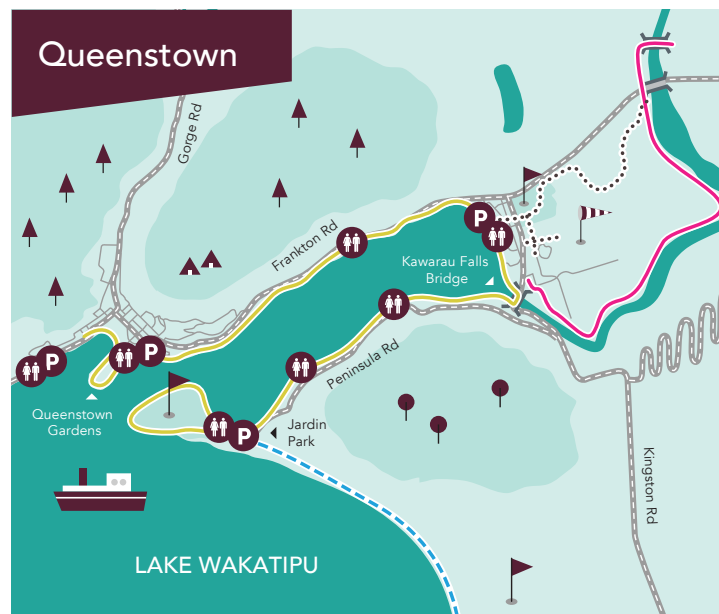 Queenstown
Gorge Rd
Frankton Rd
P
Kawarau Falls
Bridge
P
P
Peninsula Rd
Queenstown
Gardens
P
Jardin
Park
Kingston Rd
LAKE WAKATIPU